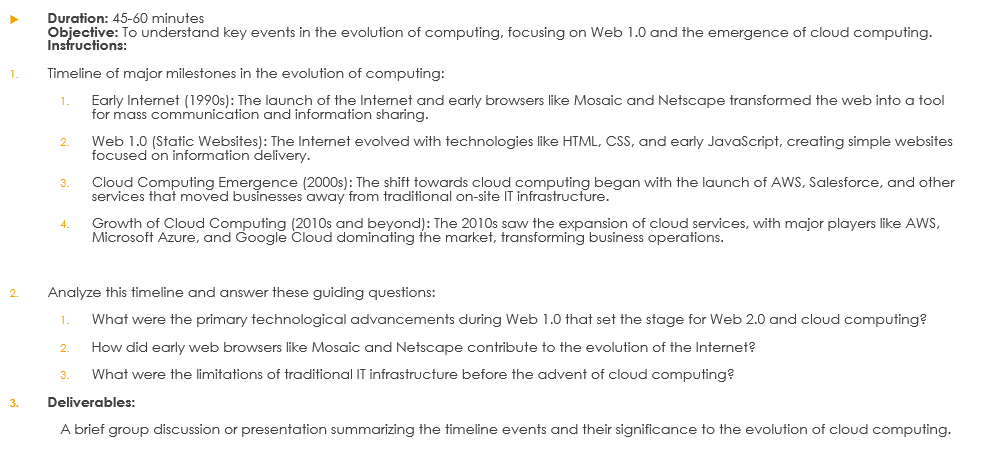 Duration: 45-60 minutes
Objective: To understand key events in the evolution of computing, focusing on Web 1.0 and the emergence of cloud computing.
Instructions:
1. Timeline of major milestones in the evolution of computing:
1. Early Internet (1990s): The launch of the Internet and early browsers like Mosaic and Netscape transformed the web into a tool
for mass communication and information sharing.
2. Web 1.0 (Static Websites): The Internet evolved with technologies like HTML, CSS, and early JavaScript, creating simple websites
focused on information delivery.
3. Cloud Computing Emergence (2000s): The shift towards cloud computing began with the launch of AWS, Salesforce, and other
services that moved businesses away from traditional on-site IT infrastructure.
4. Growth of Cloud Computing (2010s and beyond): The 2010s saw the expansion of cloud services, with major players like AWS,
Microsoft Azure, and Google Cloud dominating the market, transforming business operations.
2. Analyze this timeline and answer these guiding questions:
1. What were the primary technological advancements during Web 1.0 that set the stage for Web 2.0 and cloud computing?
2. How did early web browsers like Mosaic and Netscape contribute to the evolution of the Internet?
3. What were the limitations of traditional IT infrastructure before the advent of cloud computing?
3. Deliverables:
A brief group discussion or presentation summarizing the timeline events and their significance to the evolution of cloud computing.